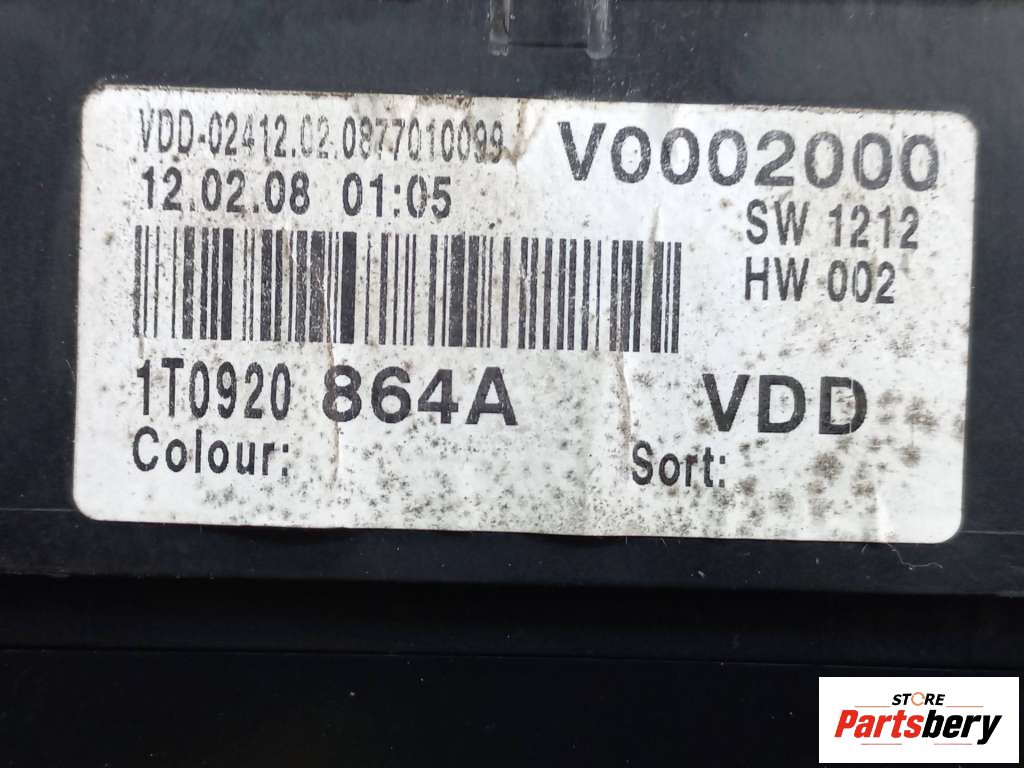 VDD-02412.02.0877010099
V0002000
12.02.08 01:05
SW 1212
HW 002
1T0920 864A
VDD
Colour:
Sort:
STORE
Partsbery